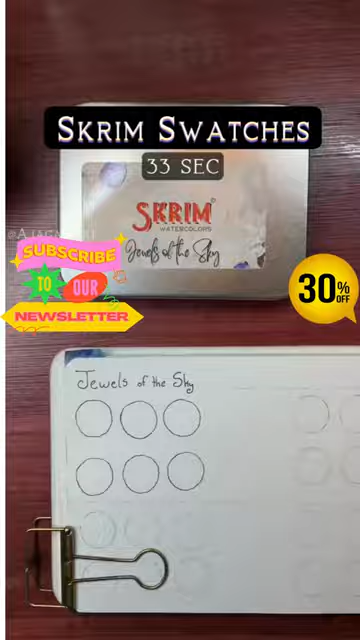 SKRIM SWATCHES
33 SEC
SKRIM
WATERCOLORS
Jewels of the Sky
SUBSCRIBE
TO OUR
NEWSLETTER
30%
OFF
Jewels of the Sky